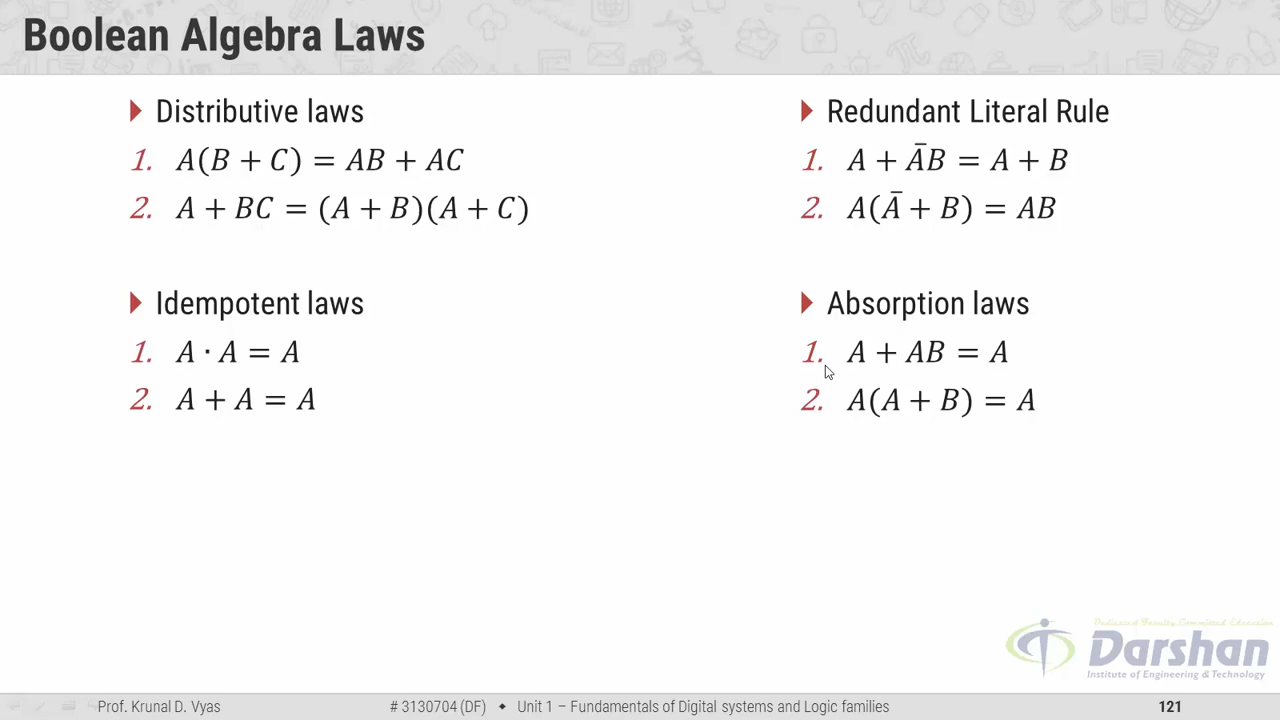 Boolean Algebra Laws
Distributive laws
1. A(B + C) = AB + AC
2. A + BC = (A + B)(A + C)
Idempotent laws
1. A · A = A
2. A + A = A
Redundant Literal Rule
1. A + ĀB = A + B
2. A(Ā + B) = AB
Absorption laws
1. A + AB = A
2. A(A + B) = A
Darshan
Institute of Engineering & Technology
Prof. Krunal D. Vyas
# 3130704 (DF) ◆ Unit 1 – Fundamentals of Digital systems and Logic families
121